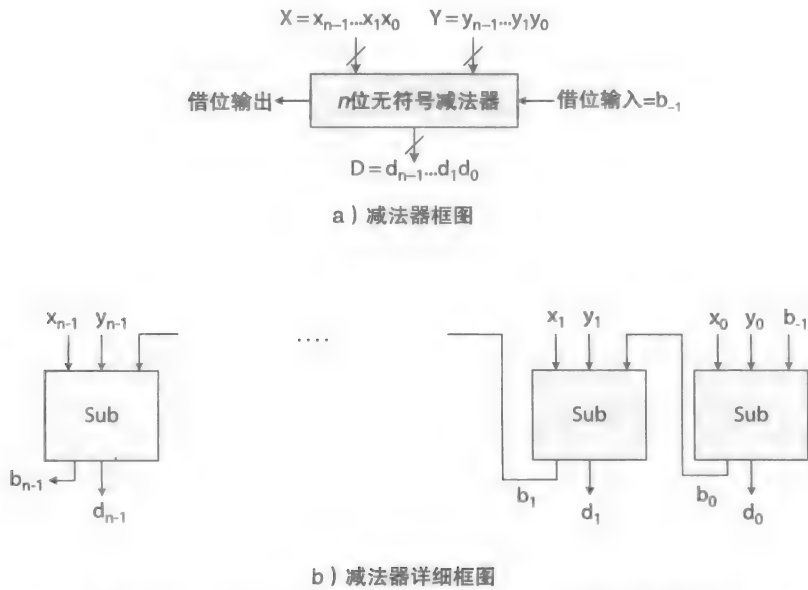 X=xₙ₋₁...x₁x₀ Y=yₙ₋₁...y₁y₀
借位输出 n位无符号减法器 借位输入=b₋₁
D=dₙ₋₁...d₁d₀
a）减法器框图
xₙ₋₁ yₙ₋₁ .... x₁ y₁ x₀ y₀ b₋₁
Sub Sub Sub
bₙ₋₁ b₁ b₀
dₙ₋₁ d₁ d₀
b）减法器详细框图